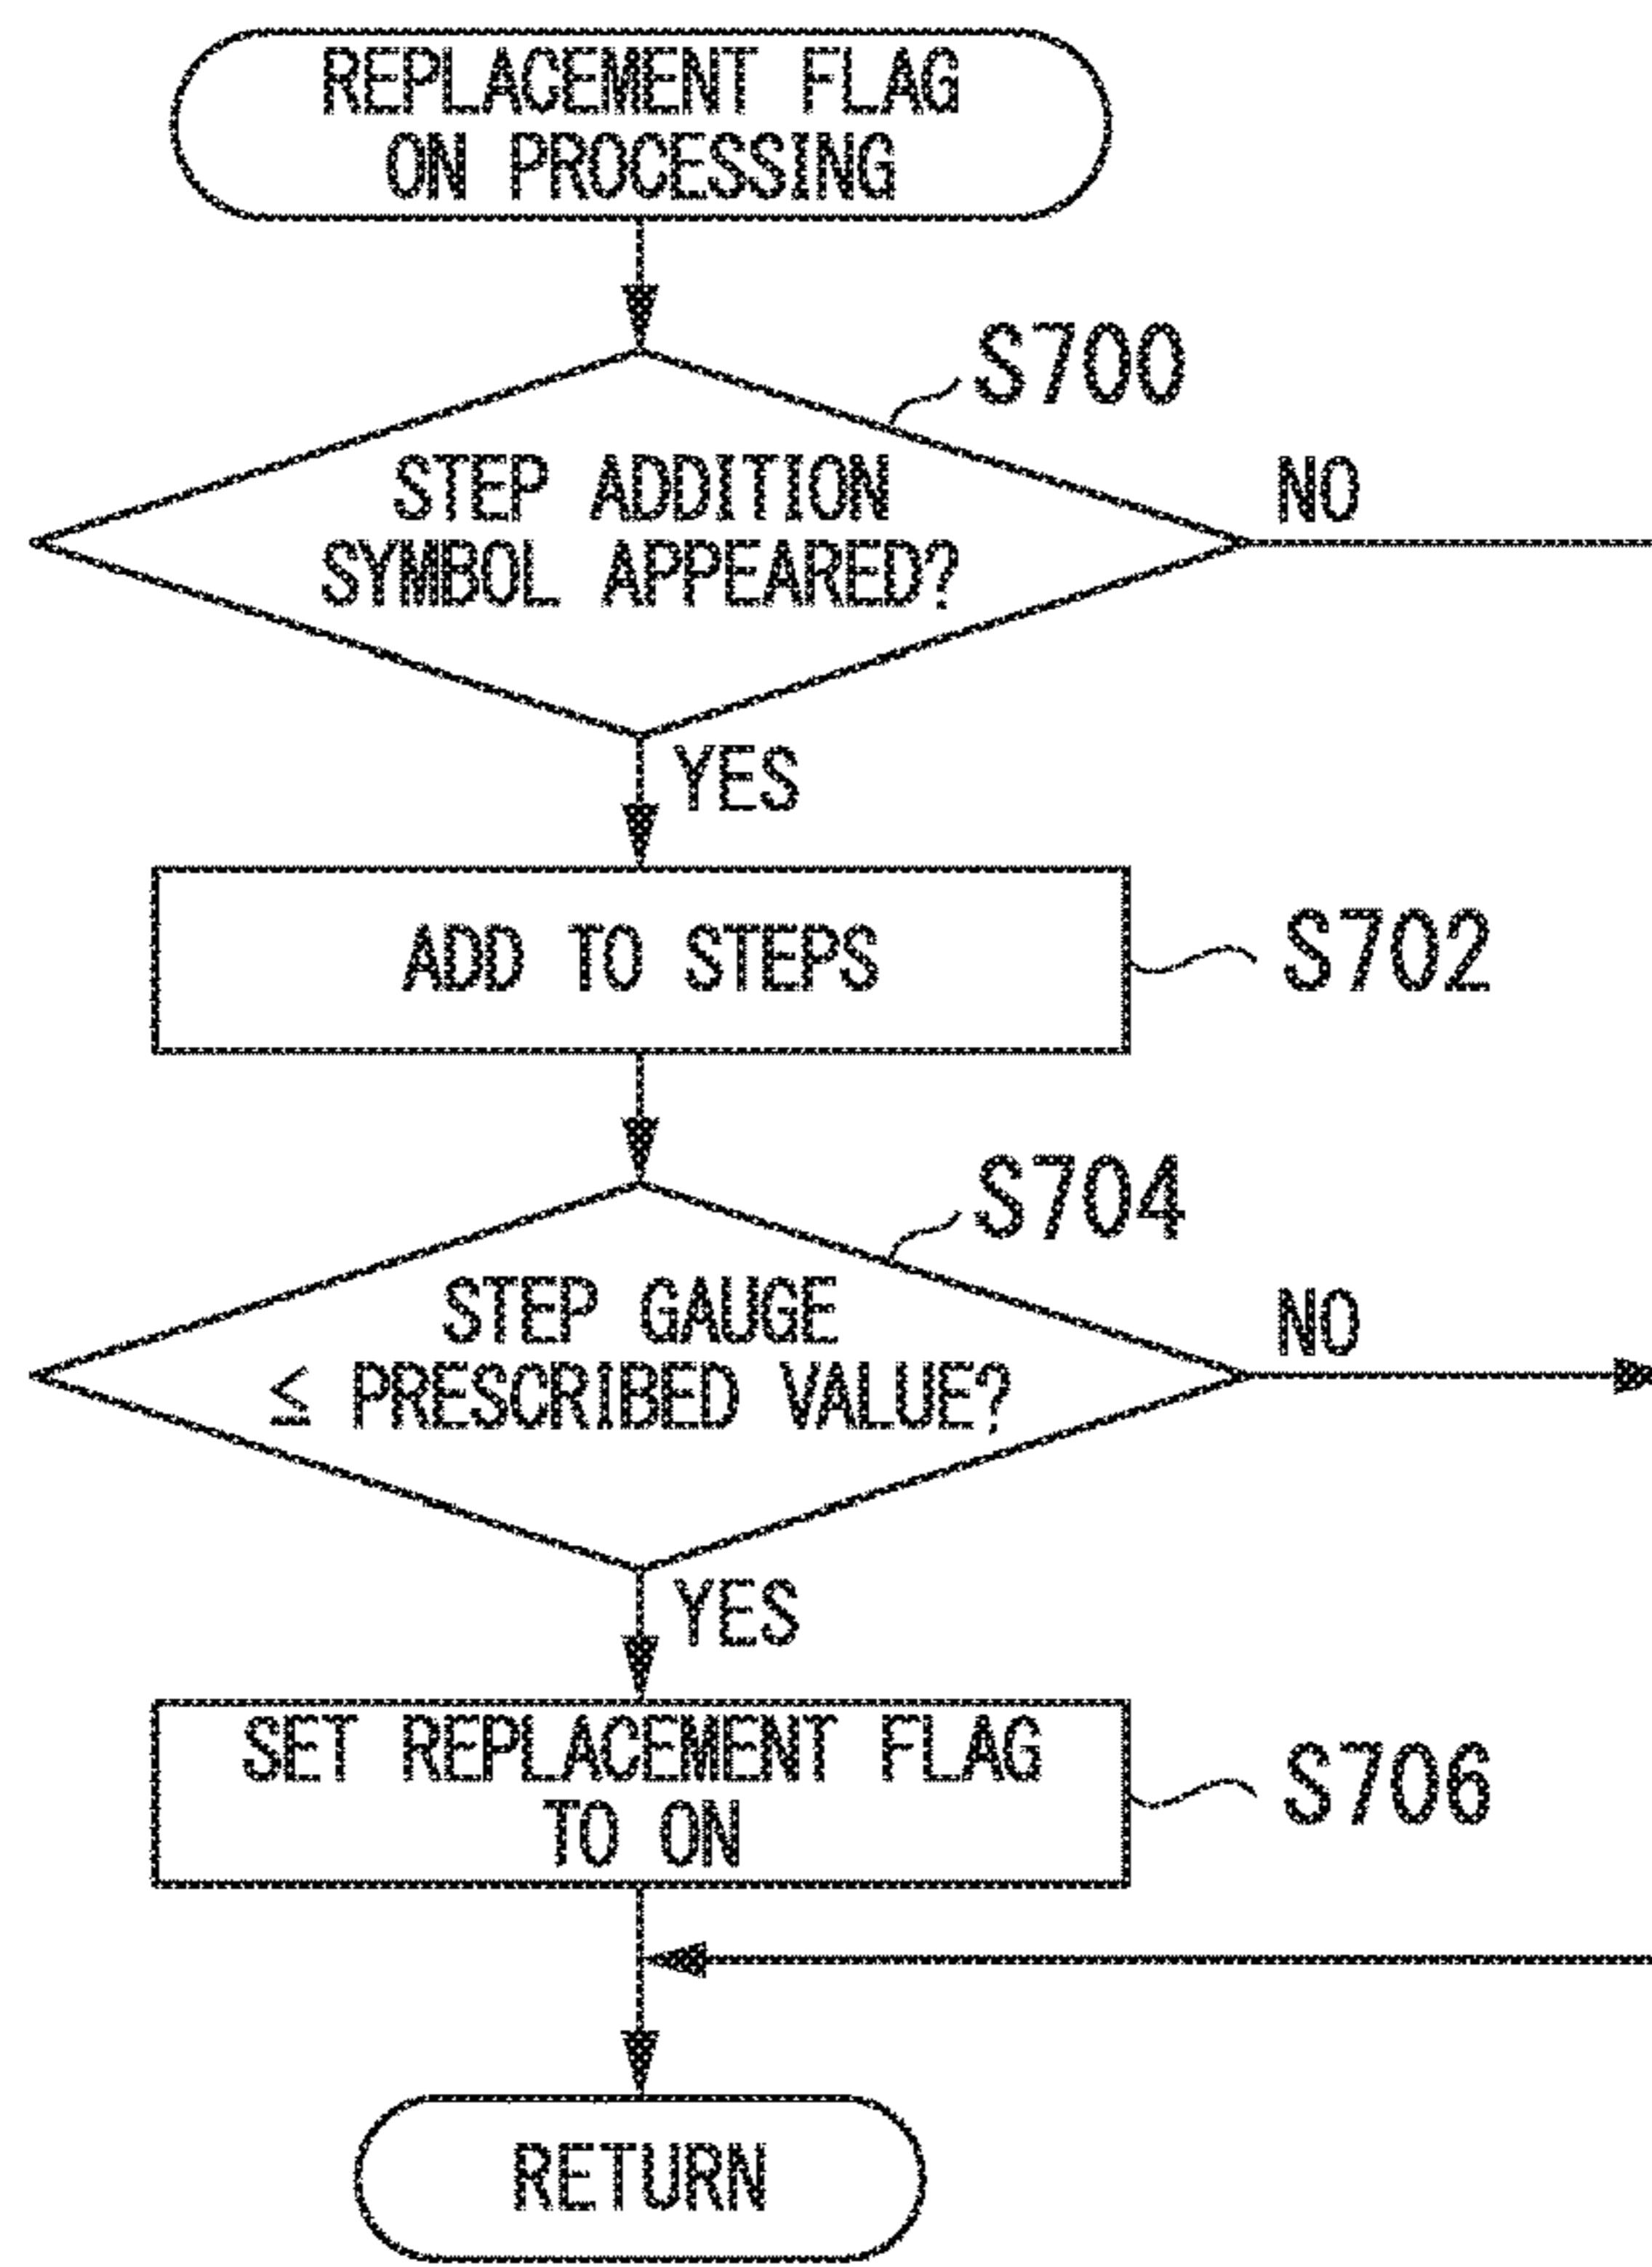 REPLACEMENT FLAG
ON PROCESSING
S700
STEP ADDITION
SYMBOL APPEARED?
NO
YES
ADD TO STEPS
S702
S704
STEP GAUGE
≤ PRESCRIBED VALUE?
NO
YES
SET REPLACEMENT FLAG
TO ON
S706
RETURN